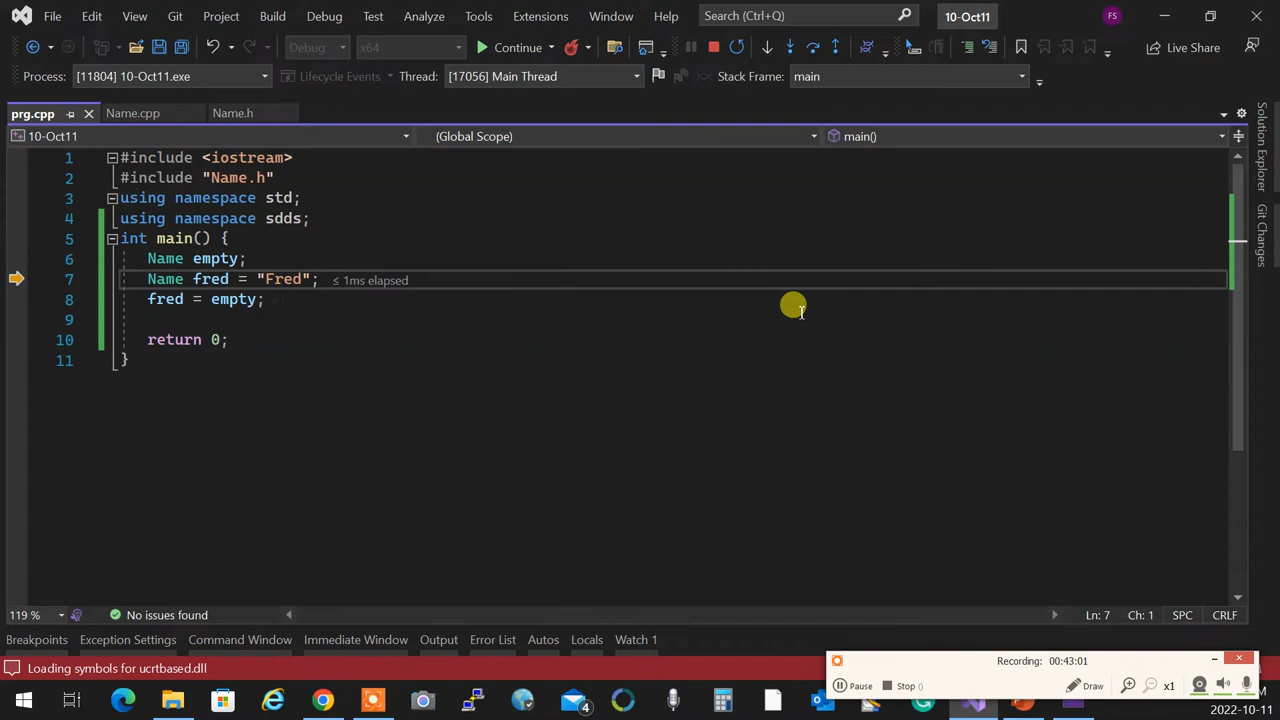 File Edit View Git Project Build Debug Test Analyze Tools Extensions Window Help Search (Ctrl+Q) 10-Oct11 FS
Debug x64 Continue Live Share
Process: [11804] 10-Oct11.exe Lifecycle Events Thread: [17056] Main Thread Stack Frame: main
prg.cpp Name.cpp Name.h
10-Oct11 (Global Scope) main()
1 #include <iostream>
2 #include "Name.h"
3 using namespace std;
4 using namespace sdds;
5 int main() {
6 Name empty;
7 Name fred = "Fred"; ≤ 1ms elapsed
8 fred = empty;
9
10 return 0;
11 }
Solution Explorer
Git Changes
119 % No issues found Ln: 7 Ch: 1 SPC CRLF
Breakpoints Exception Settings Command Window Immediate Window Output Error List Autos Locals Watch 1
Loading symbols for ucrtbased.dll
Recording: 00:43:01
Pause Stop () Draw x1
4
2022-10-11